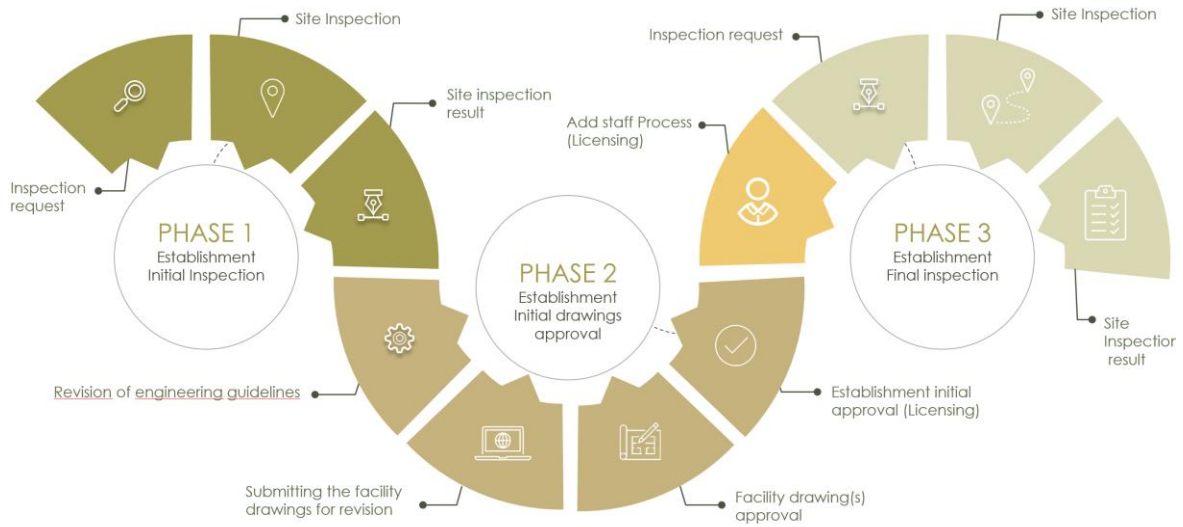 Inspection
request
Site Inspection
Site inspection
result
PHASE 1
Establishment
Initial Inspection
Revision of engineering guidelines
Submitting the facility
drawings for revision
PHASE 2
Establishment
Initial drawings
approval
Facility drawing(s)
approval
Establishment initial
approval (Licensing)
Add staff Process
(Licensing)
Inspection request
Site Inspection
PHASE 3
Establishment
Final inspection
Site
Inspection
result